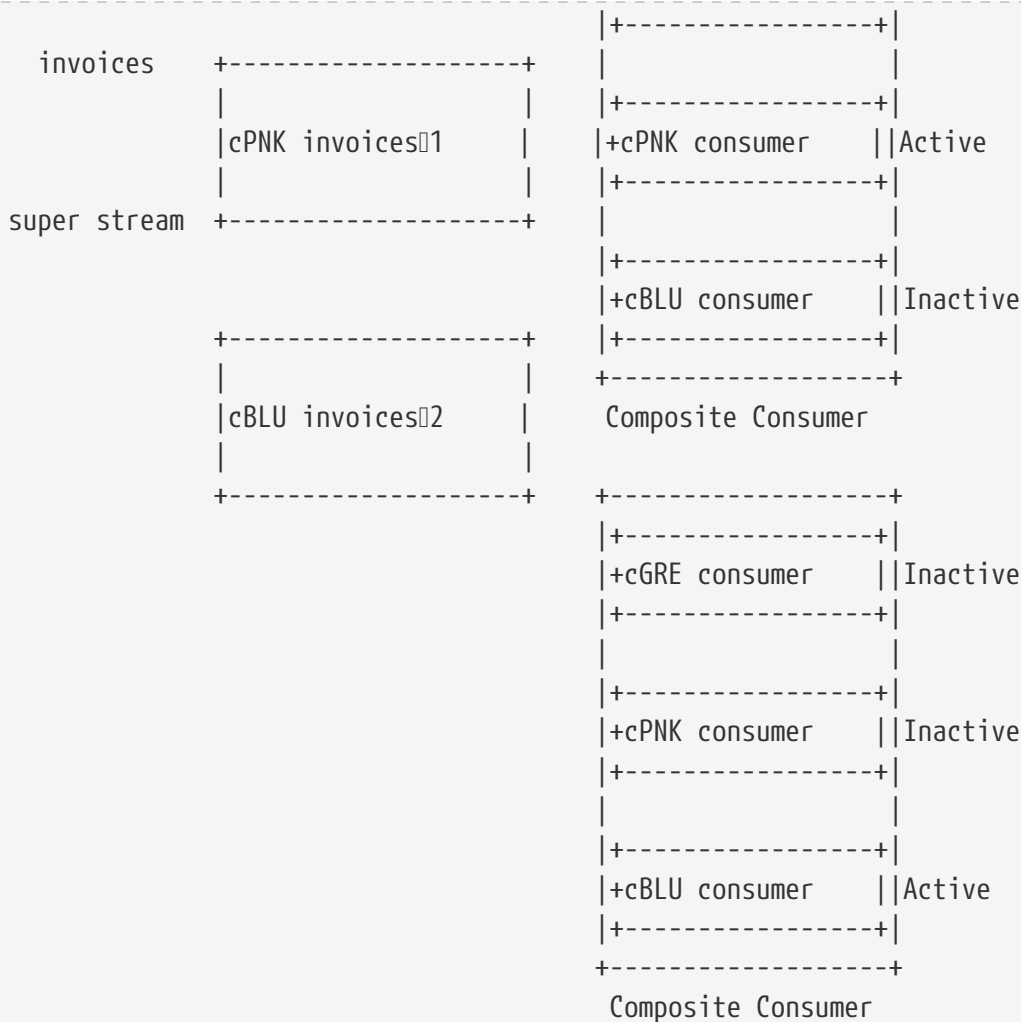 |+-----------------+|
invoices +--------------------+ | |
| | |+-----------------+|
|cPNK invoices▯1 | |+cPNK consumer ||Active
| | |+-----------------+|
super stream +--------------------+ | |
|+-----------------+|
|+cBLU consumer ||Inactive
+--------------------+ |+-----------------+|
| | +-------------------+
|cBLU invoices▯2 | Composite Consumer
| |
+--------------------+ +-------------------+
|+-----------------+|
|+cGRE consumer ||Inactive
|+-----------------+|
| |
|+-----------------+|
|+cPNK consumer ||Inactive
|+-----------------+|
| |
|+-----------------+|
|+cBLU consumer ||Active
|+-----------------+|
+-------------------+
Composite Consumer